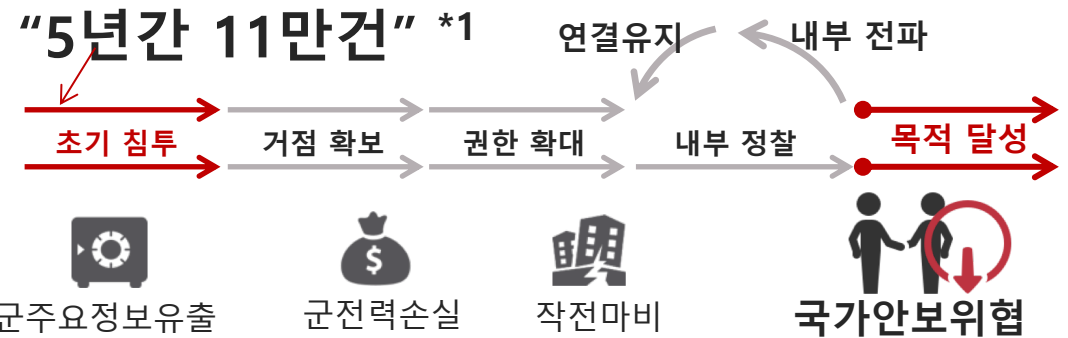 “5년간 11만건” *1
연결유지
내부 전파
초기 침투
거점 확보
권한 확대
내부 정찰
목적 달성
$
군주요정보유출
군전력손실
작전마비
국가안보위협